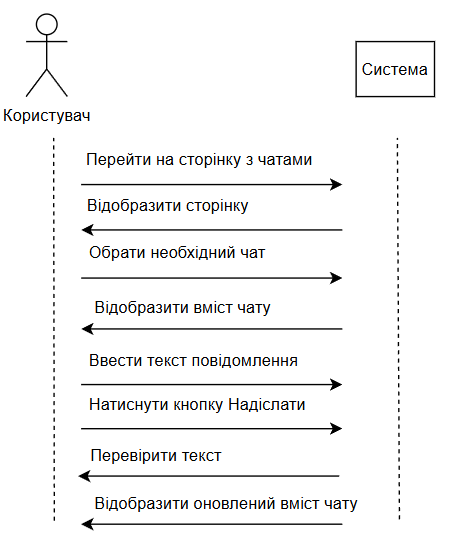 Користувач
Система
Перейти на сторінку з чатами
Відобразити сторінку
Обрати необхідний чат
Відобразити вміст чату
Ввести текст повідомлення
Натиснути кнопку Надіслати
Перевірити текст
Відобразити оновлений вміст чату